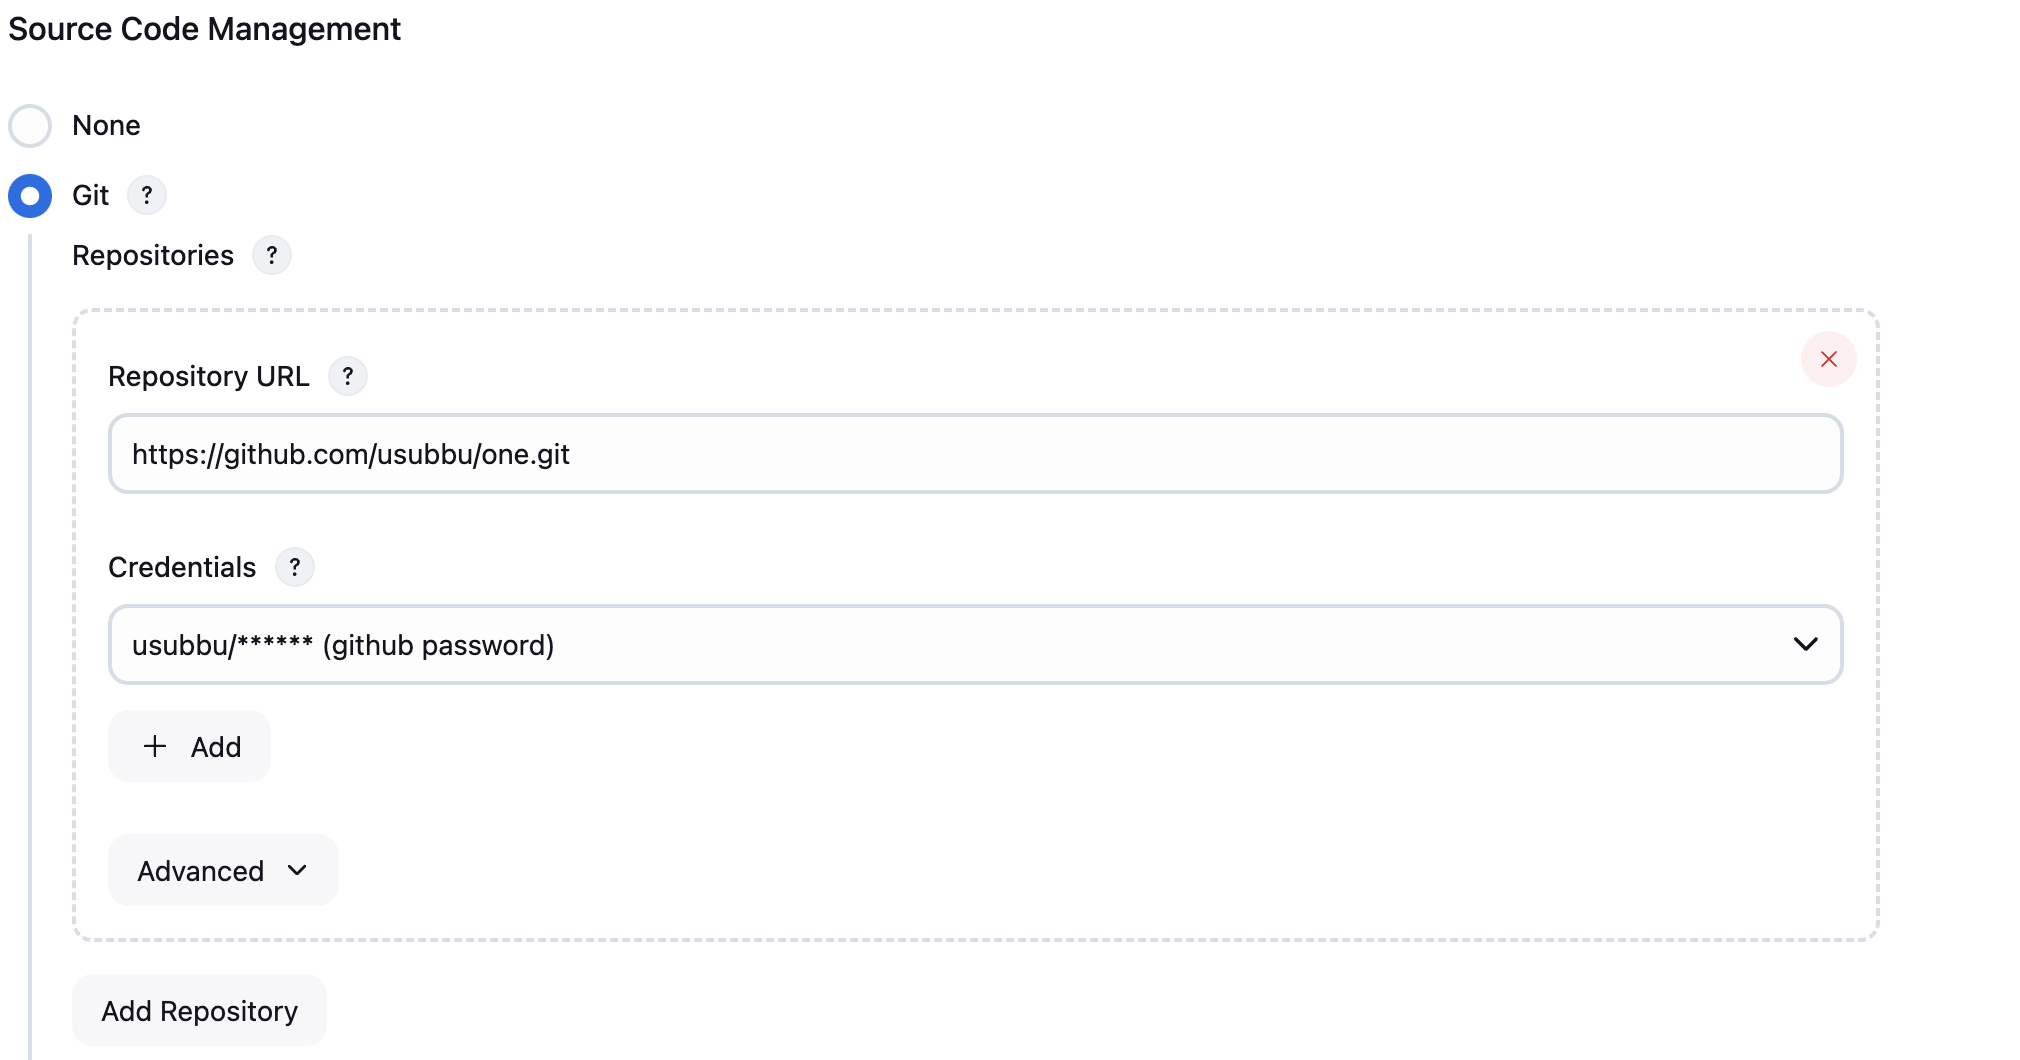 Source Code Management
None
Git ?
Repositories ?
Repository URL ?
https://github.com/usubbu/one.git
Credentials ?
usubbu/****** (github password)
+ Add
Advanced
Add Repository